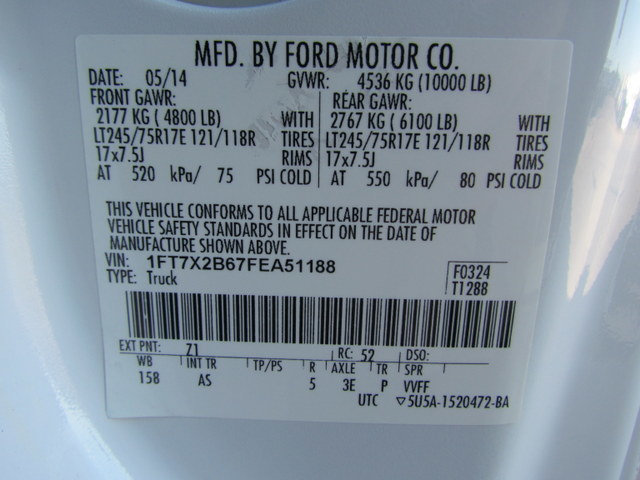 MFD. BY FORD MOTOR CO.
DATE: 05/14 GVWR: 4536 KG (10000 LB)
FRONT GAWR: REAR GAWR:
2177 KG ( 4800 LB) WITH 2767 KG ( 6100 LB) WITH
LT245/75R17E 121/118R TIRES LT245/75R17E 121/118R TIRES
17x7.5J RIMS 17x7.5J RIMS
AT 520 kPa/ 75 PSI COLD AT 550 kPa/ 80 PSI COLD
THIS VEHICLE CONFORMS TO ALL APPLICABLE FEDERAL MOTOR
VEHICLE SAFETY STANDARDS IN EFFECT ON THE DATE OF
MANUFACTURE SHOWN ABOVE.
VIN: 1FT7X2B67FEA51188 F0324
TYPE: Truck T1288
EXT PNT: Z1 RC: 52 DSO:
WB INT TR TP/PS R AXLE TR SPR
158 AS 5 3E P VVFF
UTC ▽5U5A-1520472-BA